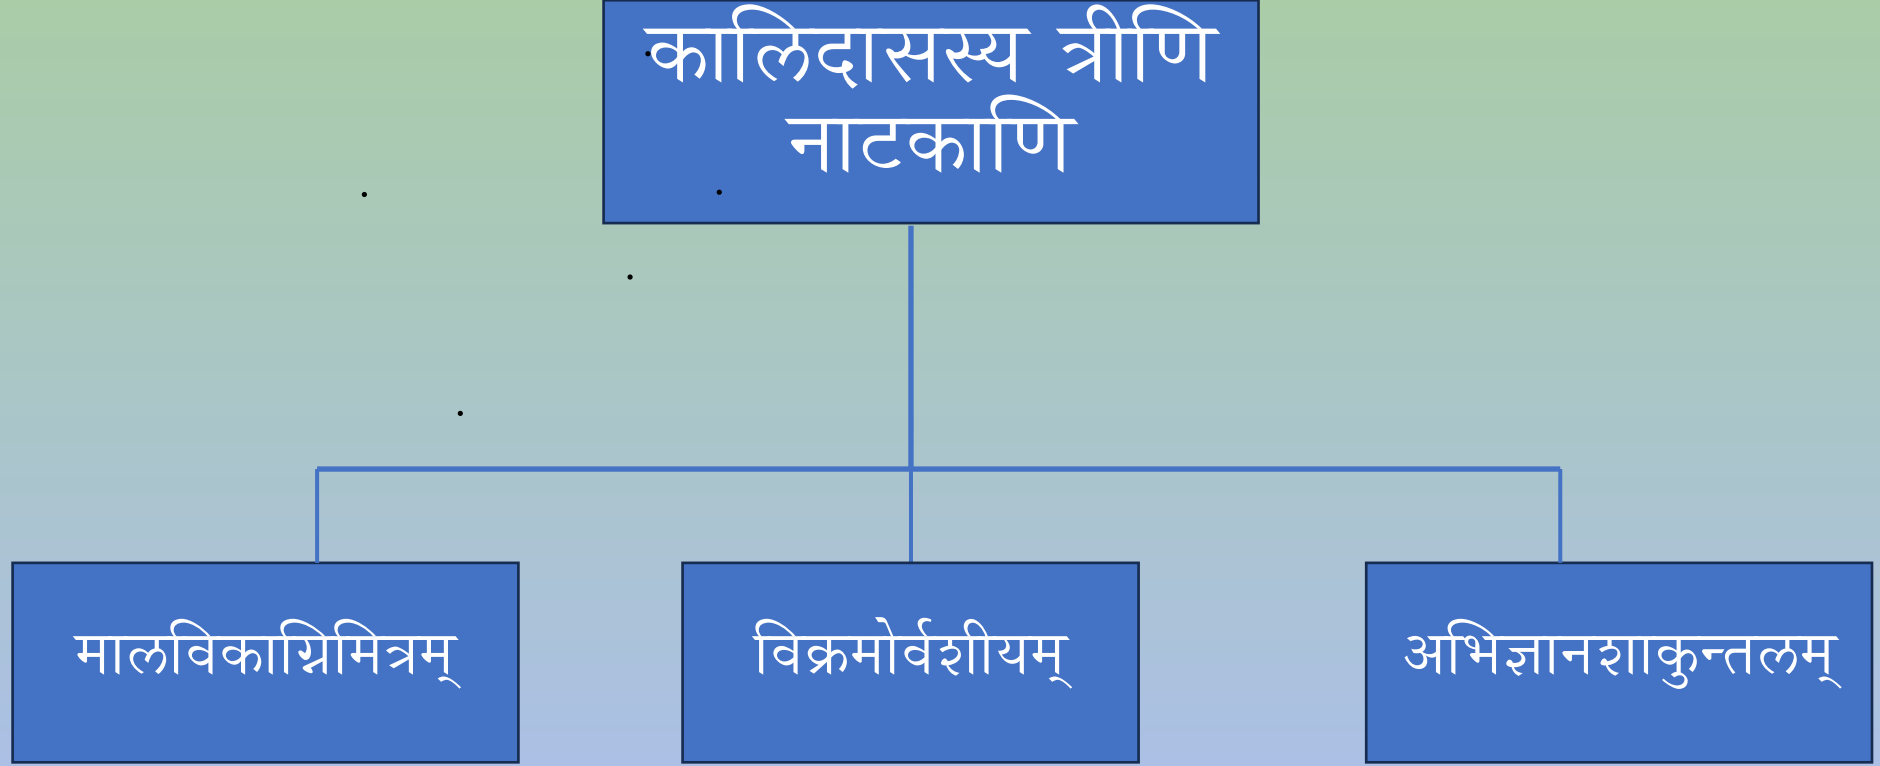 कालिदासस्य त्रीणि
नाटकाणि
मालविकाग्निमित्रम्
विक्रमोर्वशीयम्
अभिज्ञानशाकुन्तलम्